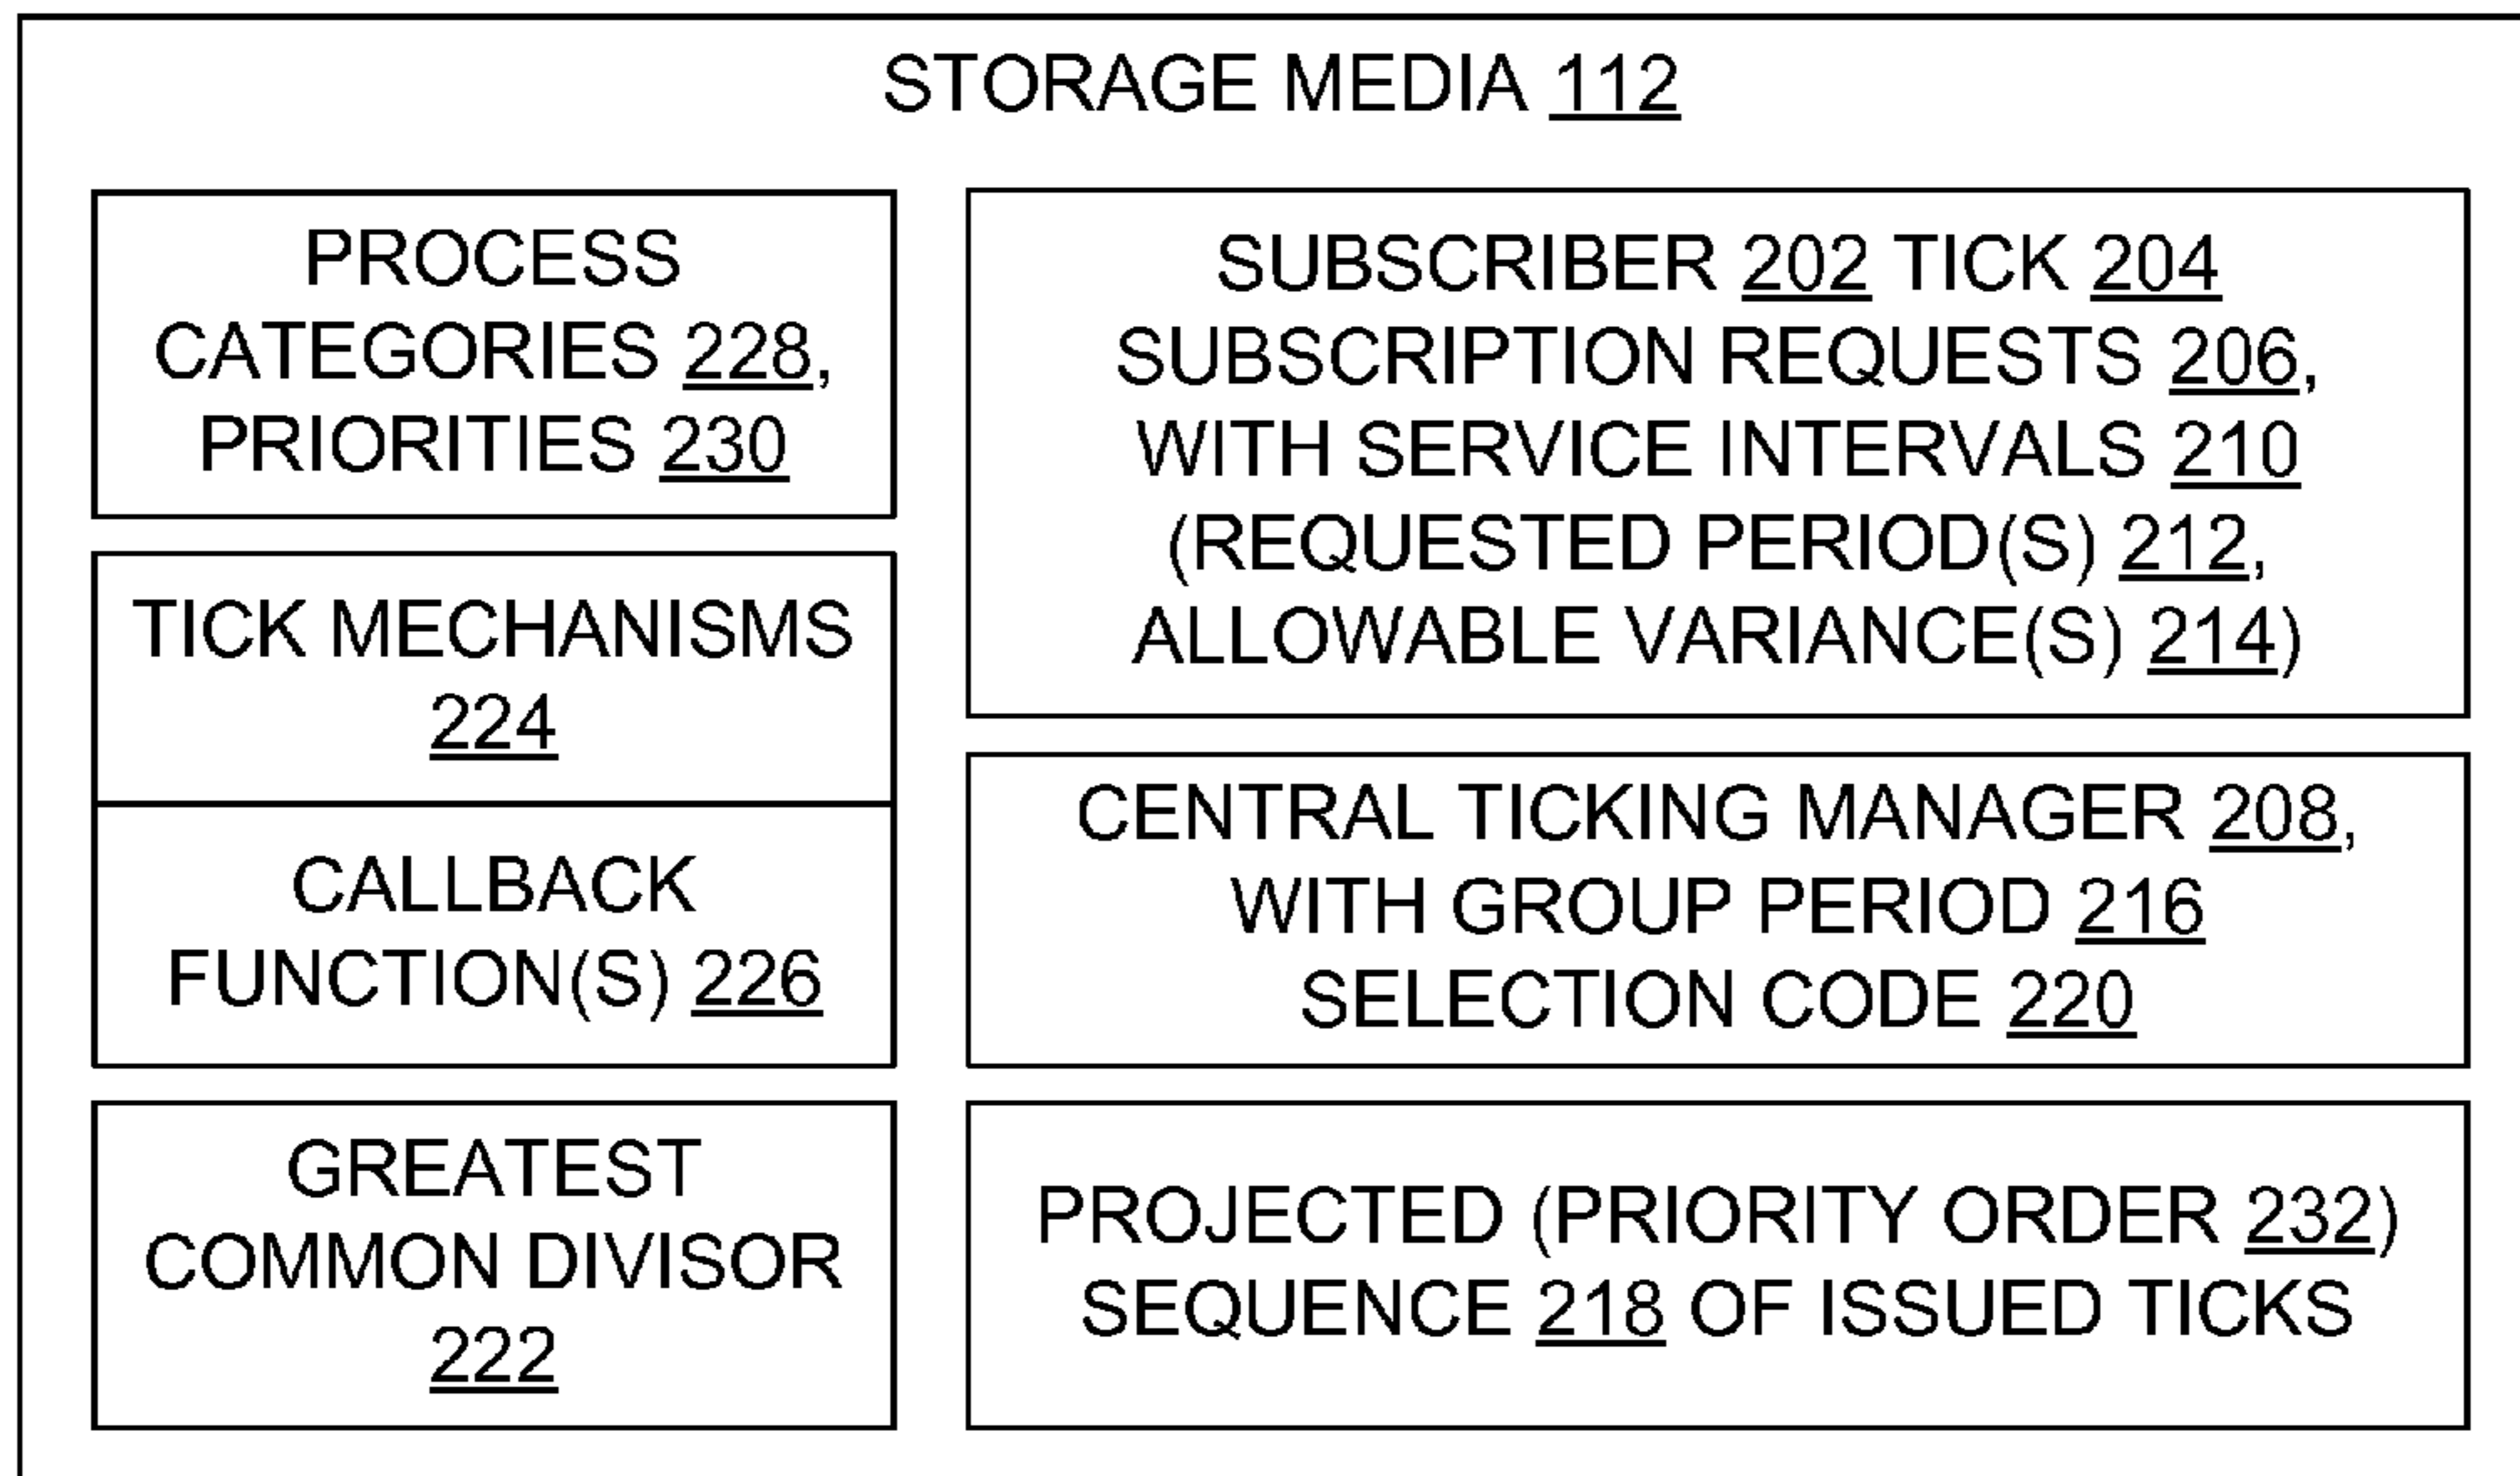 STORAGE MEDIA 112
PROCESS
CATEGORIES 228,
PRIORITIES 230
TICK MECHANISMS
224
CALLBACK
FUNCTION(S) 226
GREATEST
COMMON DIVISOR
222
SUBSCRIBER 202 TICK 204
SUBSCRIPTION REQUESTS 206,
WITH SERVICE INTERVALS 210
(REQUESTED PERIOD(S) 212,
ALLOWABLE VARIANCE(S) 214)
CENTRAL TICKING MANAGER 208,
WITH GROUP PERIOD 216
SELECTION CODE 220
PROJECTED (PRIORITY ORDER 232)
SEQUENCE 218 OF ISSUED TICKS